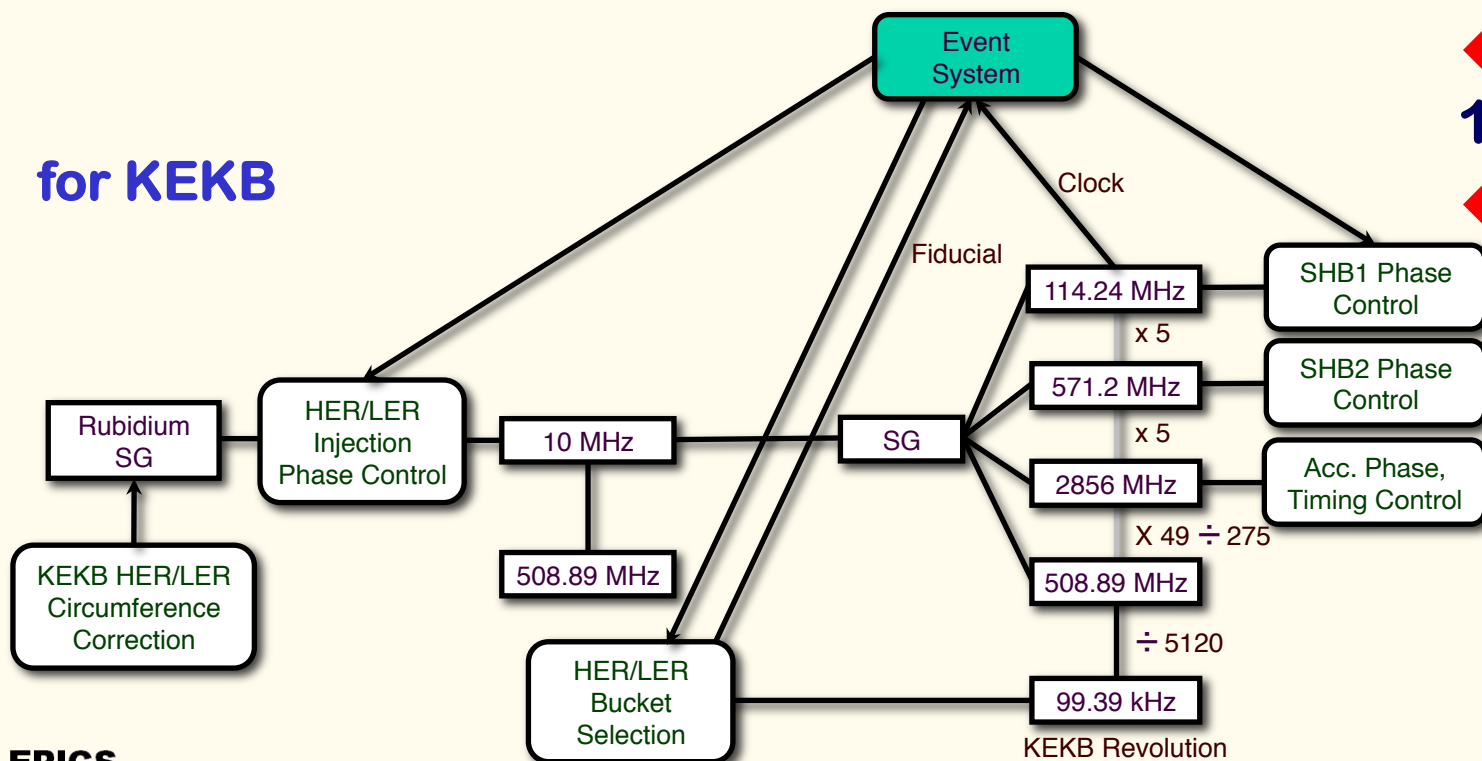 Event
System
1
for KEKB
Clock
Fiducial
114.24 MHz
SHB1 Phase
Control
x 5
571.2 MHz
SHB2 Phase
Control
x 5
Rubidium
SG
HER/LER
Injection
Phase Control
10 MHz
SG
2856 MHz
Acc. Phase,
Timing Control
X 49 ÷ 275
KEKB HER/LER
Circumference
Correction
508.89 MHz
508.89 MHz
÷ 5120
HER/LER
Bucket
Selection
99.39 kHz
KEKB Revolution
EPICS